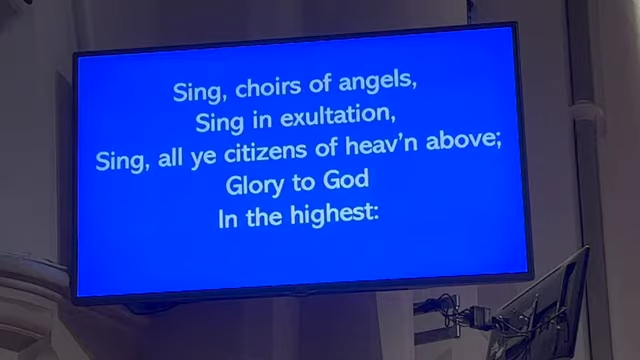 Sing, choirs of angels,
Sing in exultation,
Sing, all ye citizens of heav’n above;
Glory to God
In the highest: